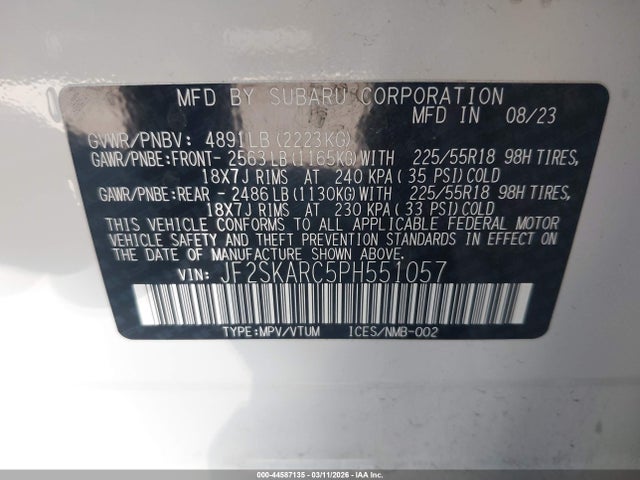 MFD BY SUBARU CORPORATION
MFD IN 08/23
GVWR/PNBV: 4891LB(2223KG)
GAWR/PNBE:FRONT- 2563LB(1165KG)WITH 225/55R18 98H TIRES,
18X7J RIMS AT 240 KPA(35 PSI)COLD
GAWR/PNBE:REAR - 2486LB(1130KG)WITH 225/55R18 98H TIRES,
18X7J RIMS AT 230 KPA(33 PSI)COLD
THIS VEHICLE CONFORMS TO ALL APPLICABLE FEDERAL MOTOR
VEHICLE SAFETY AND THEFT PREVENTION STANDARDS IN EFFECT
ON THE DATE OF MANUFACTURE SHOWN ABOVE.
VIN: JF2SKARC5PH551057
TYPE:MPV/VTUM ICES/NMB-002
000-44587135 - 03/11/2026 - Copart, Inc.